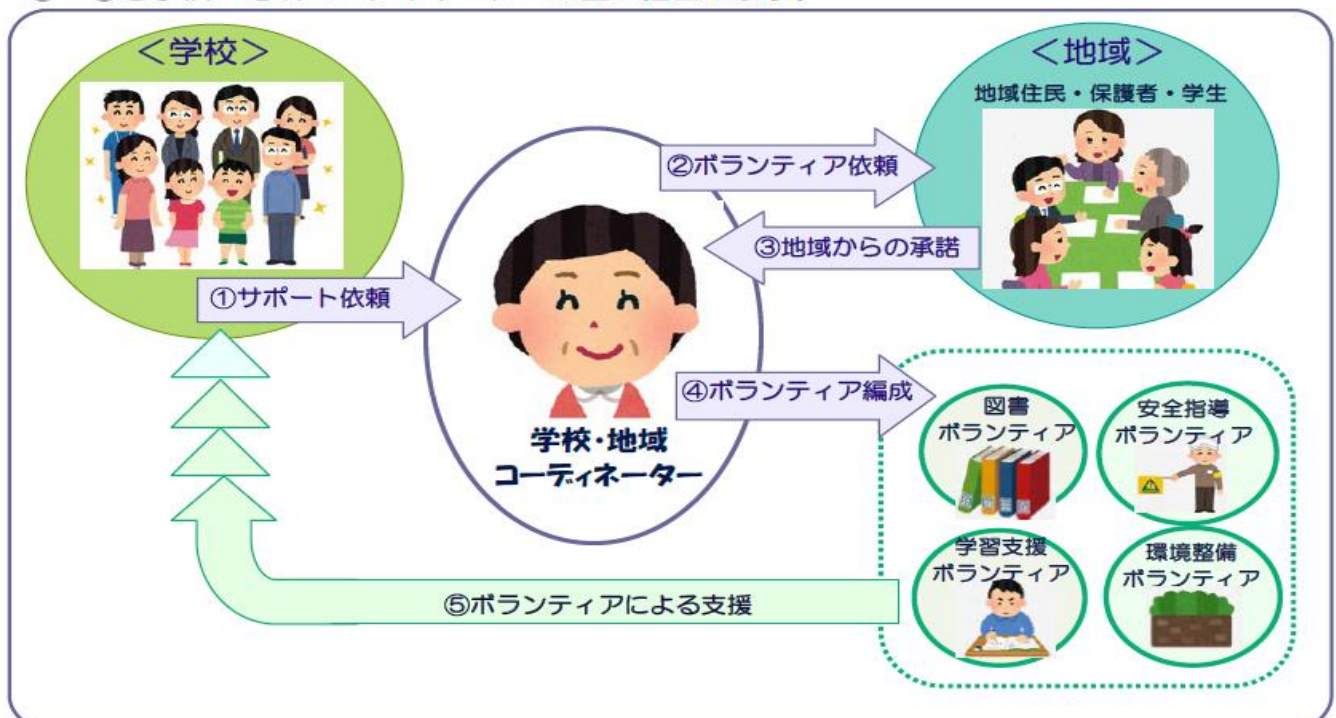 <学校>
<地域>
地域住民・保護者・学生
②ボランティア依頼
③地域からの承諾
①サポート依頼
④ボランティア編成
学校・地域
コーディネーター
図書
ボランティア
安全指導
ボランティア
学習支援
ボランティア
環境整備
ボランティア
⑤ボランティアによる支援